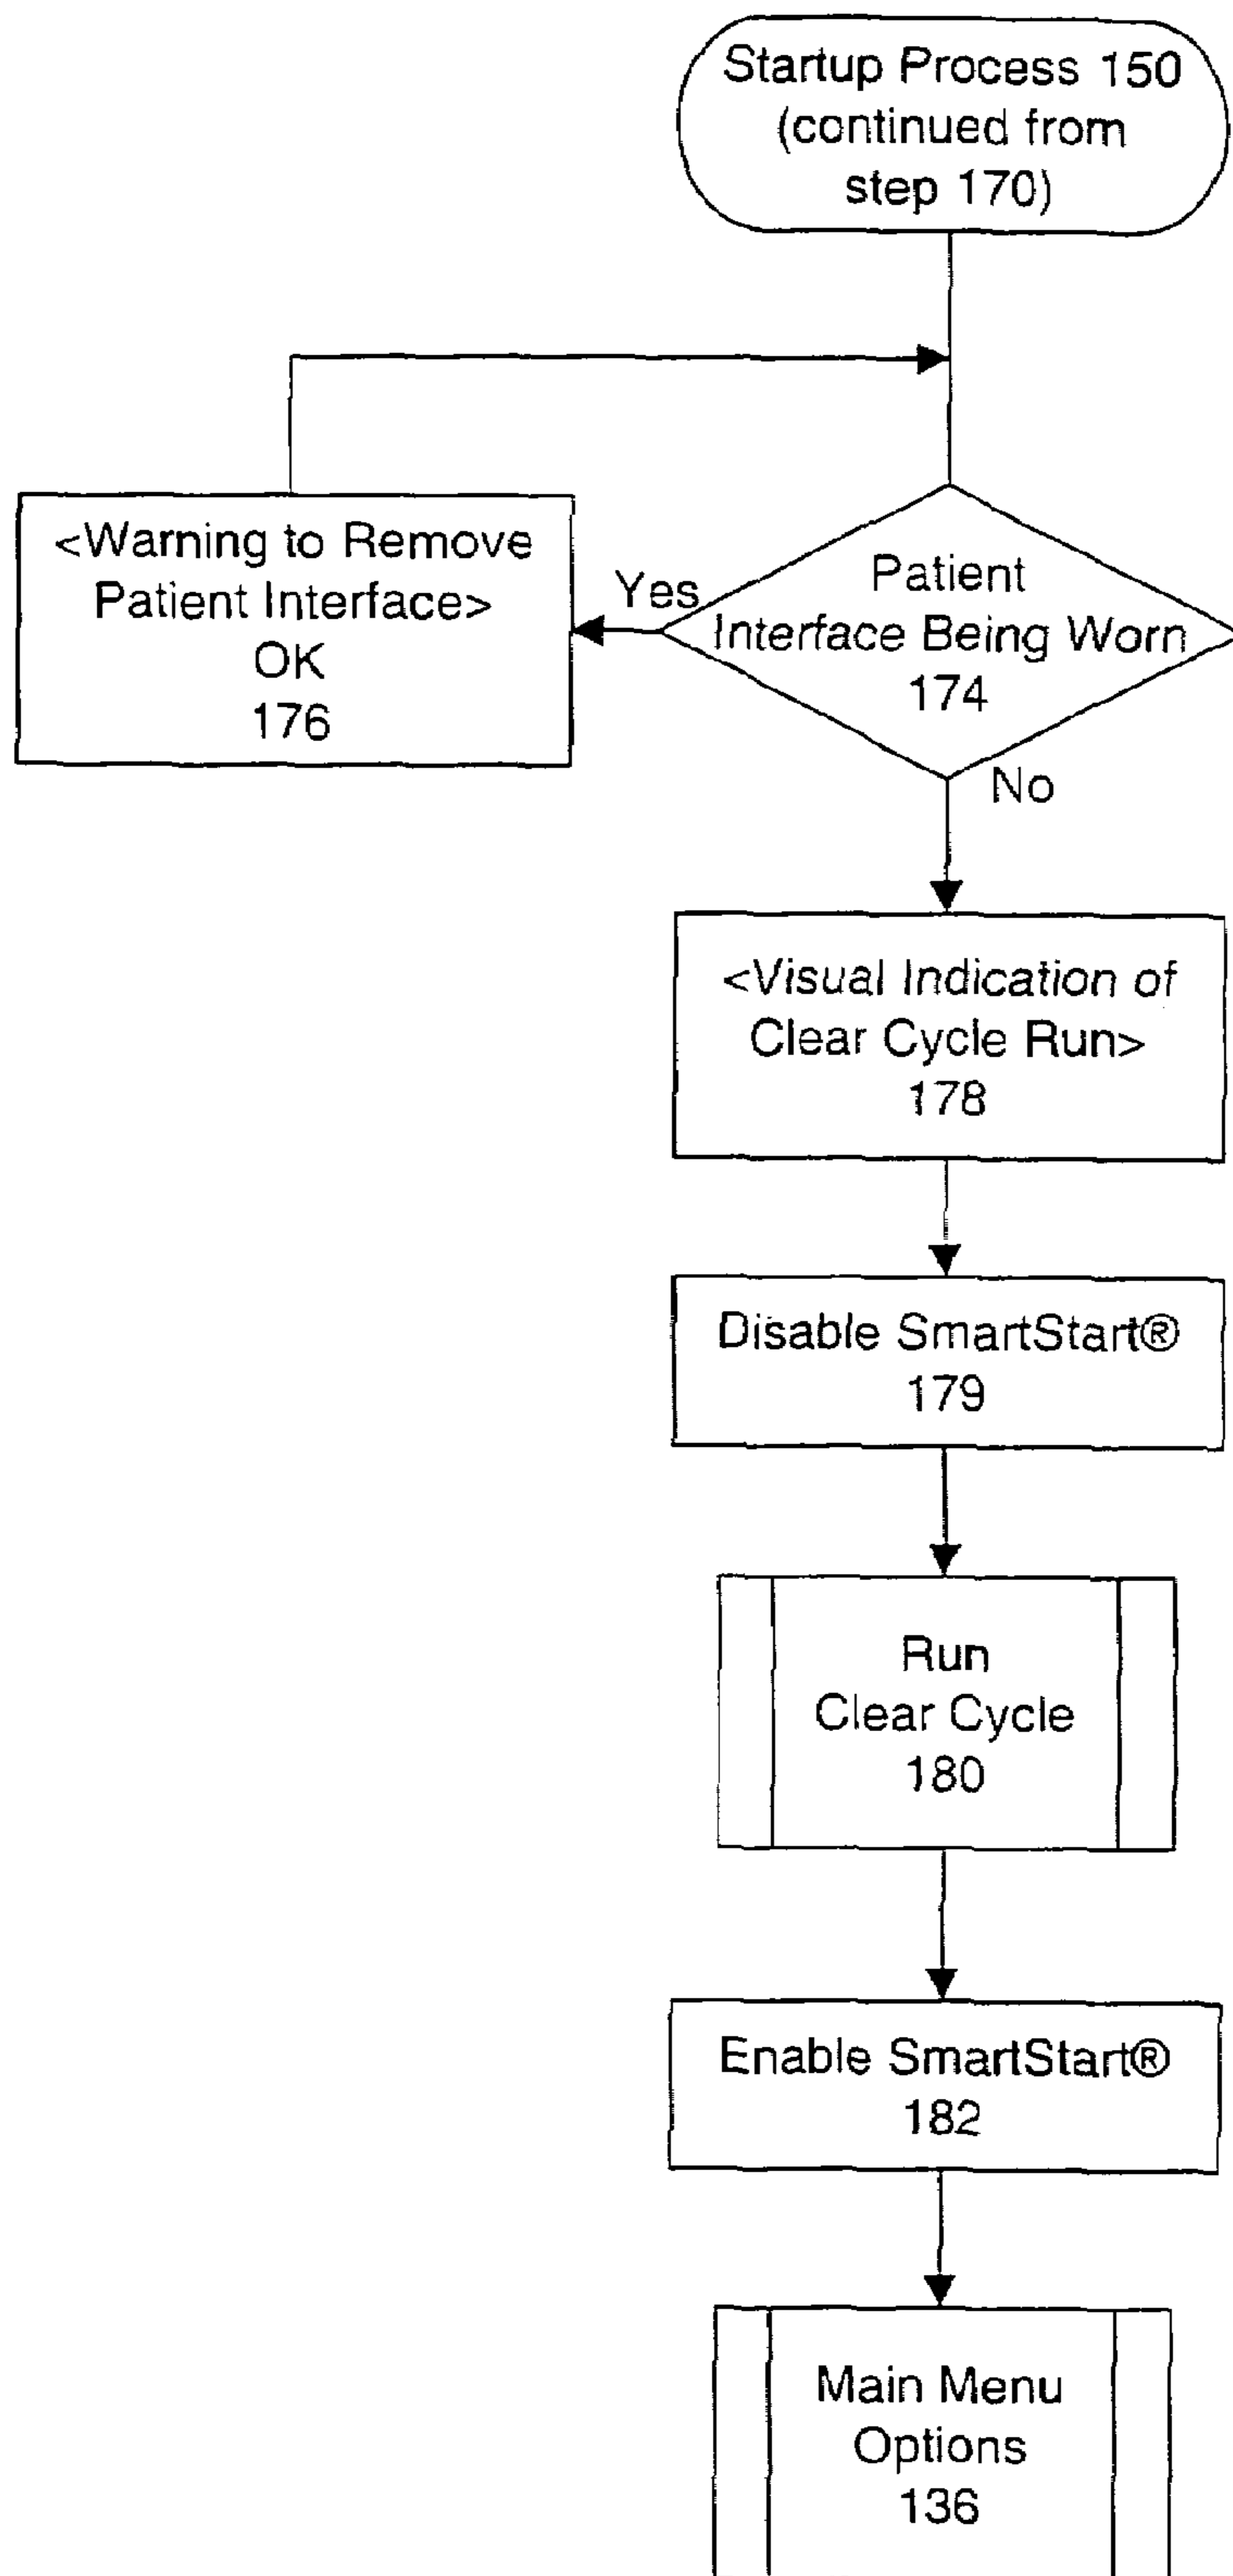 Startup Process 150
(continued from
step 170)
<Warning to Remove
Patient Interface>
OK
176
Yes
Patient
Interface Being Worn
174
No
<Visual Indication of
Clear Cycle Run>
178
Disable SmartStart®
179
Run
Clear Cycle
180
Enable SmartStart®
182
Main Menu
Options
136